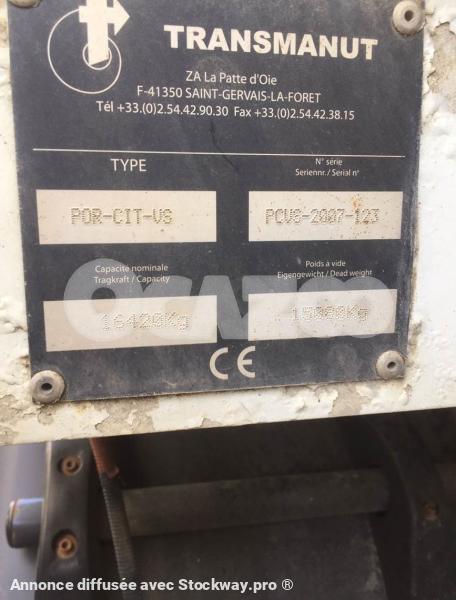 TRANSMANUT
ZA La Patte d'Oie
F-41350 SAINT-GERVAIS-LA-FORET
Tél +33.(0)2.54.42.90.30 Fax +33.(0)2.54.42.38.15
TYPE
N° série
Seriennr./ Serial n°
POR-CIT-VS
PCVS-2007-123
Capacité nominale
Tragkraft / Capacity
Poids à vide
Eigengewicht / Dead weight
OCAZOO
16420Kg
15080Kg
CE
Annonce diffusée avec Stockway.pro ®